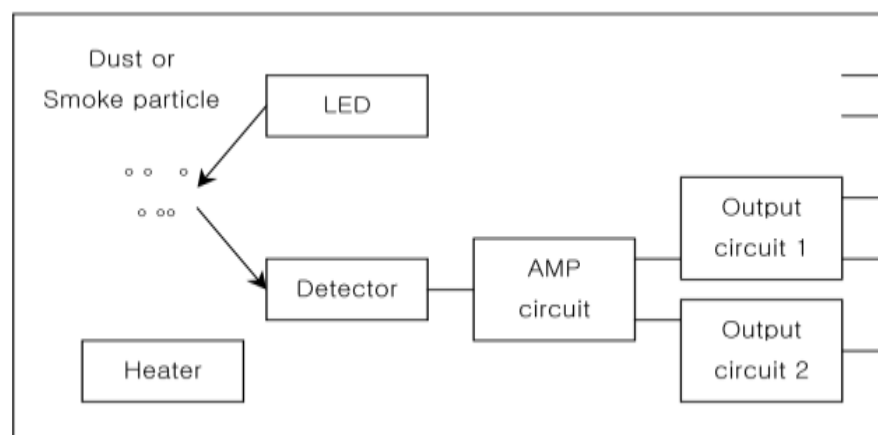 Dust or
Smoke particle
LED
Detector
Heater
AMP
circuit
Output
circuit 1
Output
circuit 2